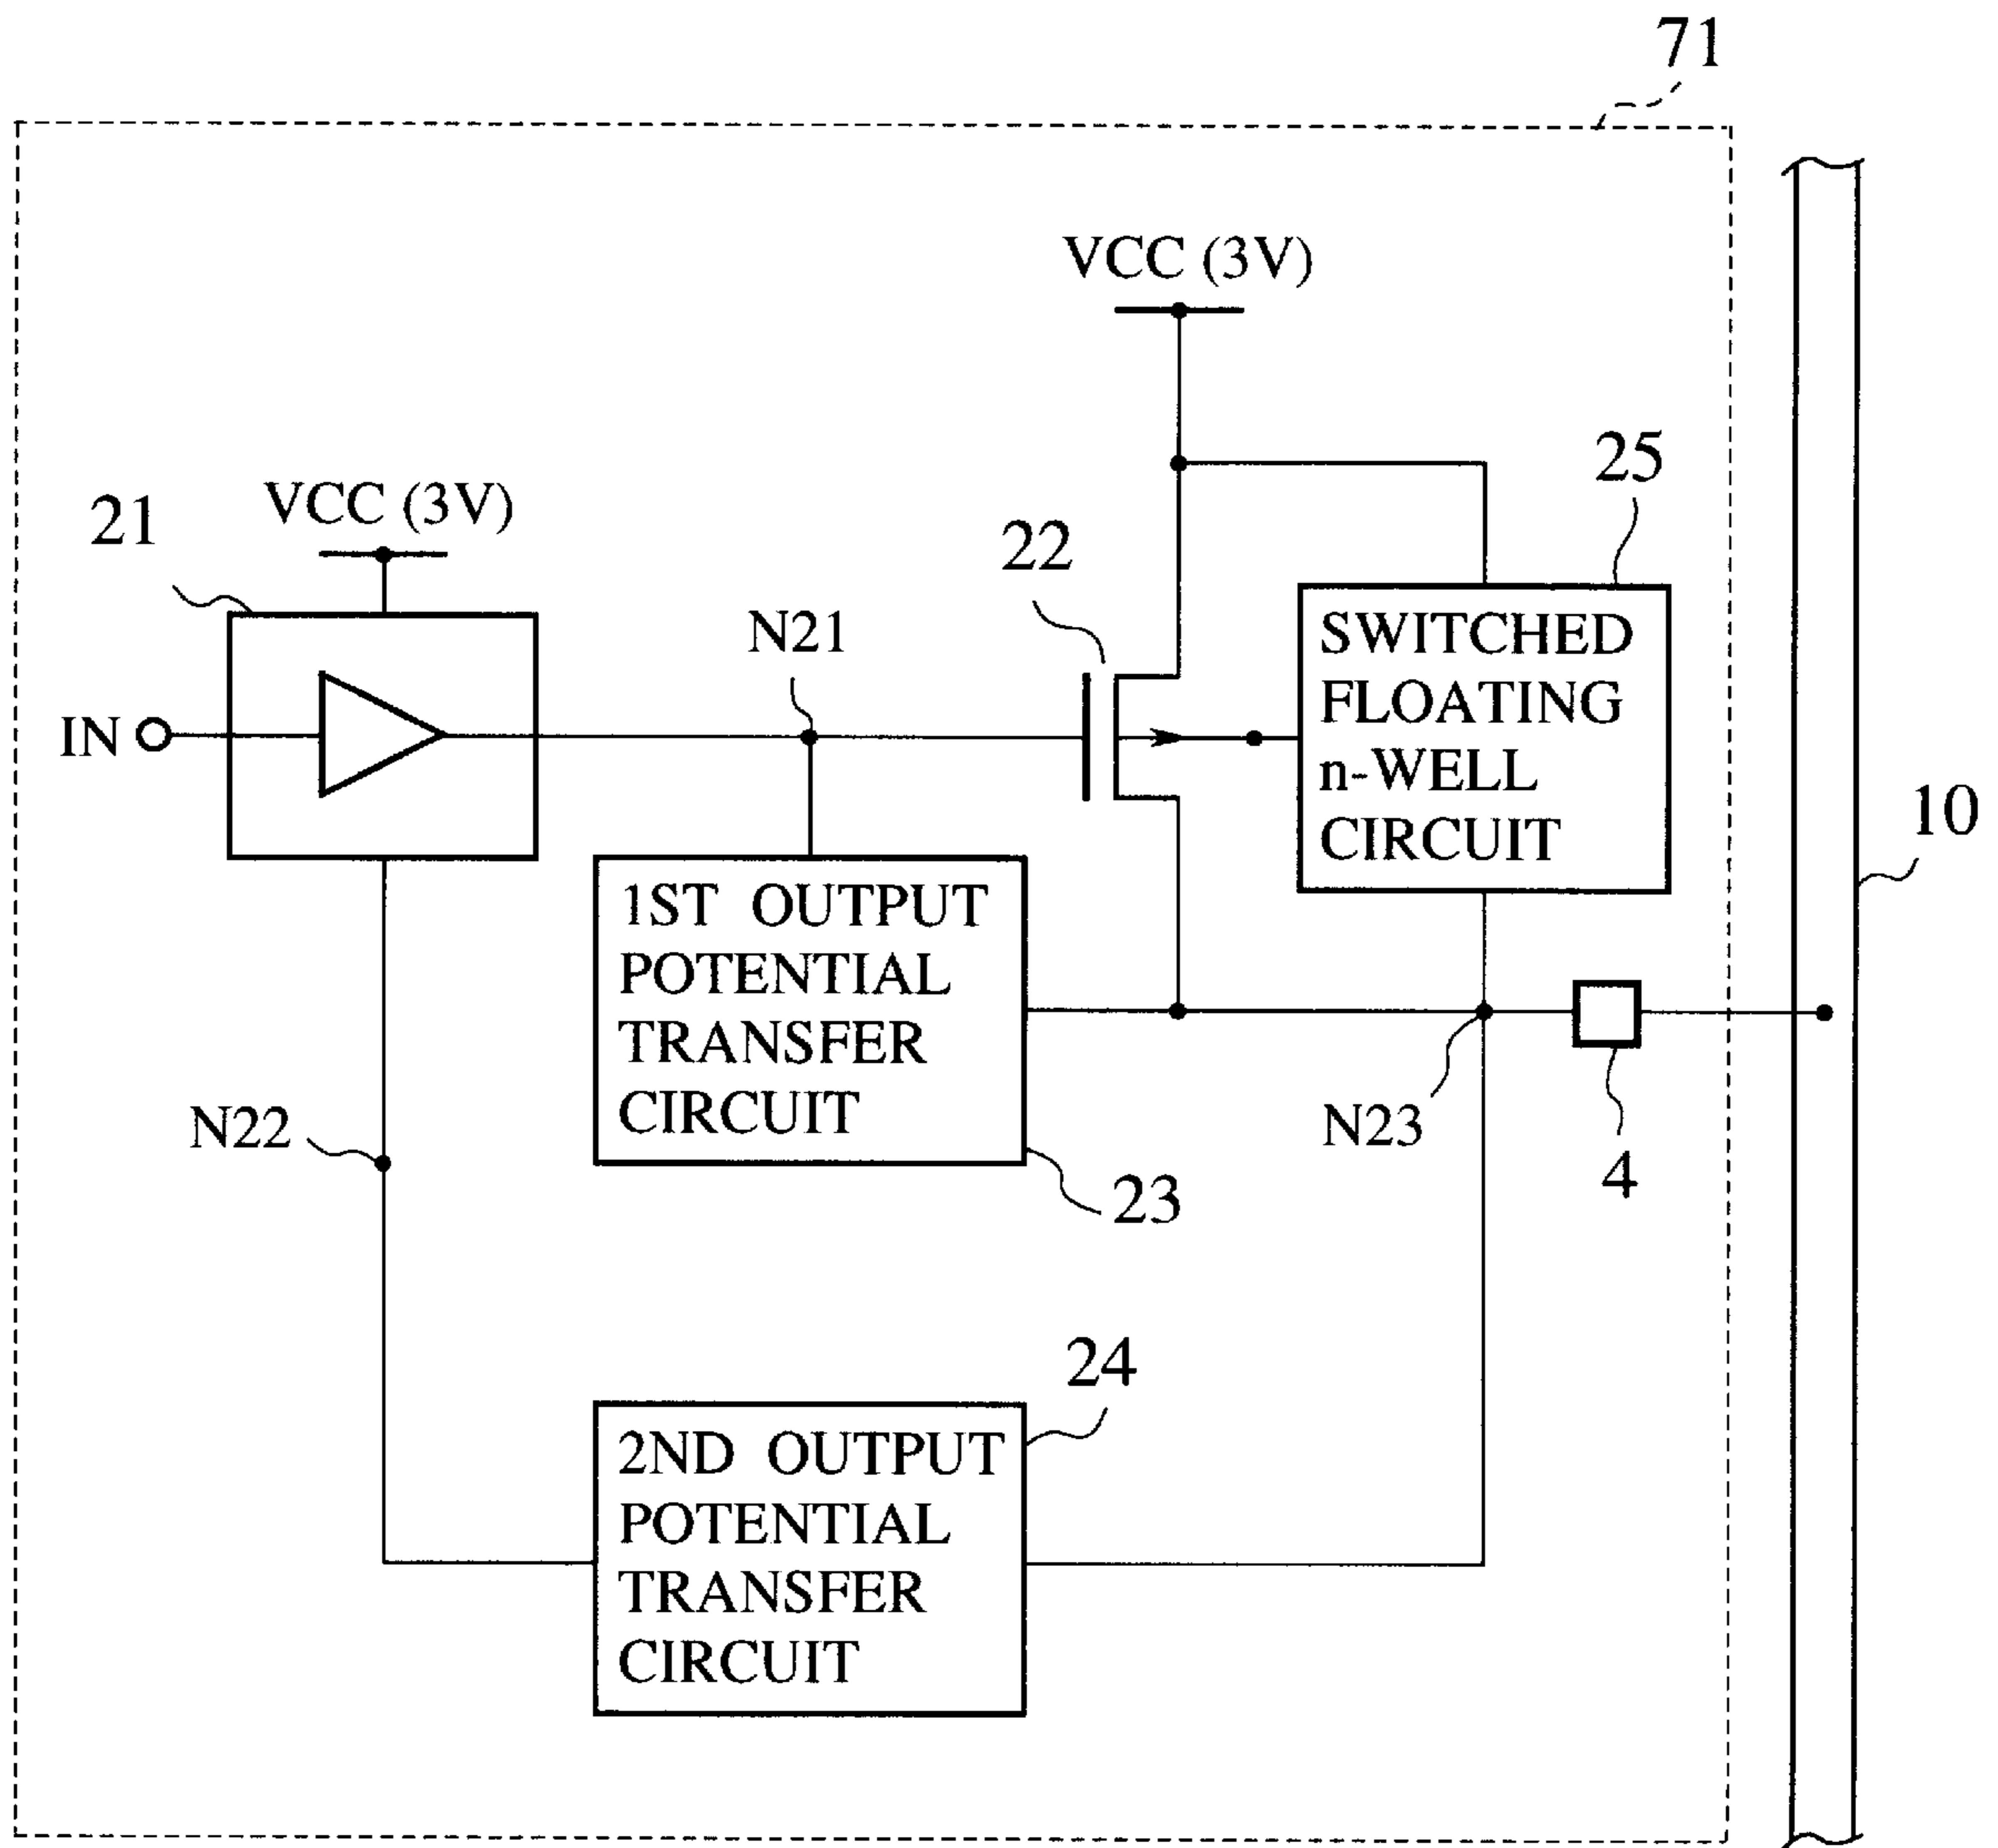 71
VCC (3V)
25
VCC (3V)
21
22
N21
SWITCHED
FLOATING
n-WELL
CIRCUIT
IN
10
1ST OUTPUT
POTENTIAL
TRANSFER
CIRCUIT
N22
N23
4
23
24
2ND OUTPUT
POTENTIAL
TRANSFER
CIRCUIT